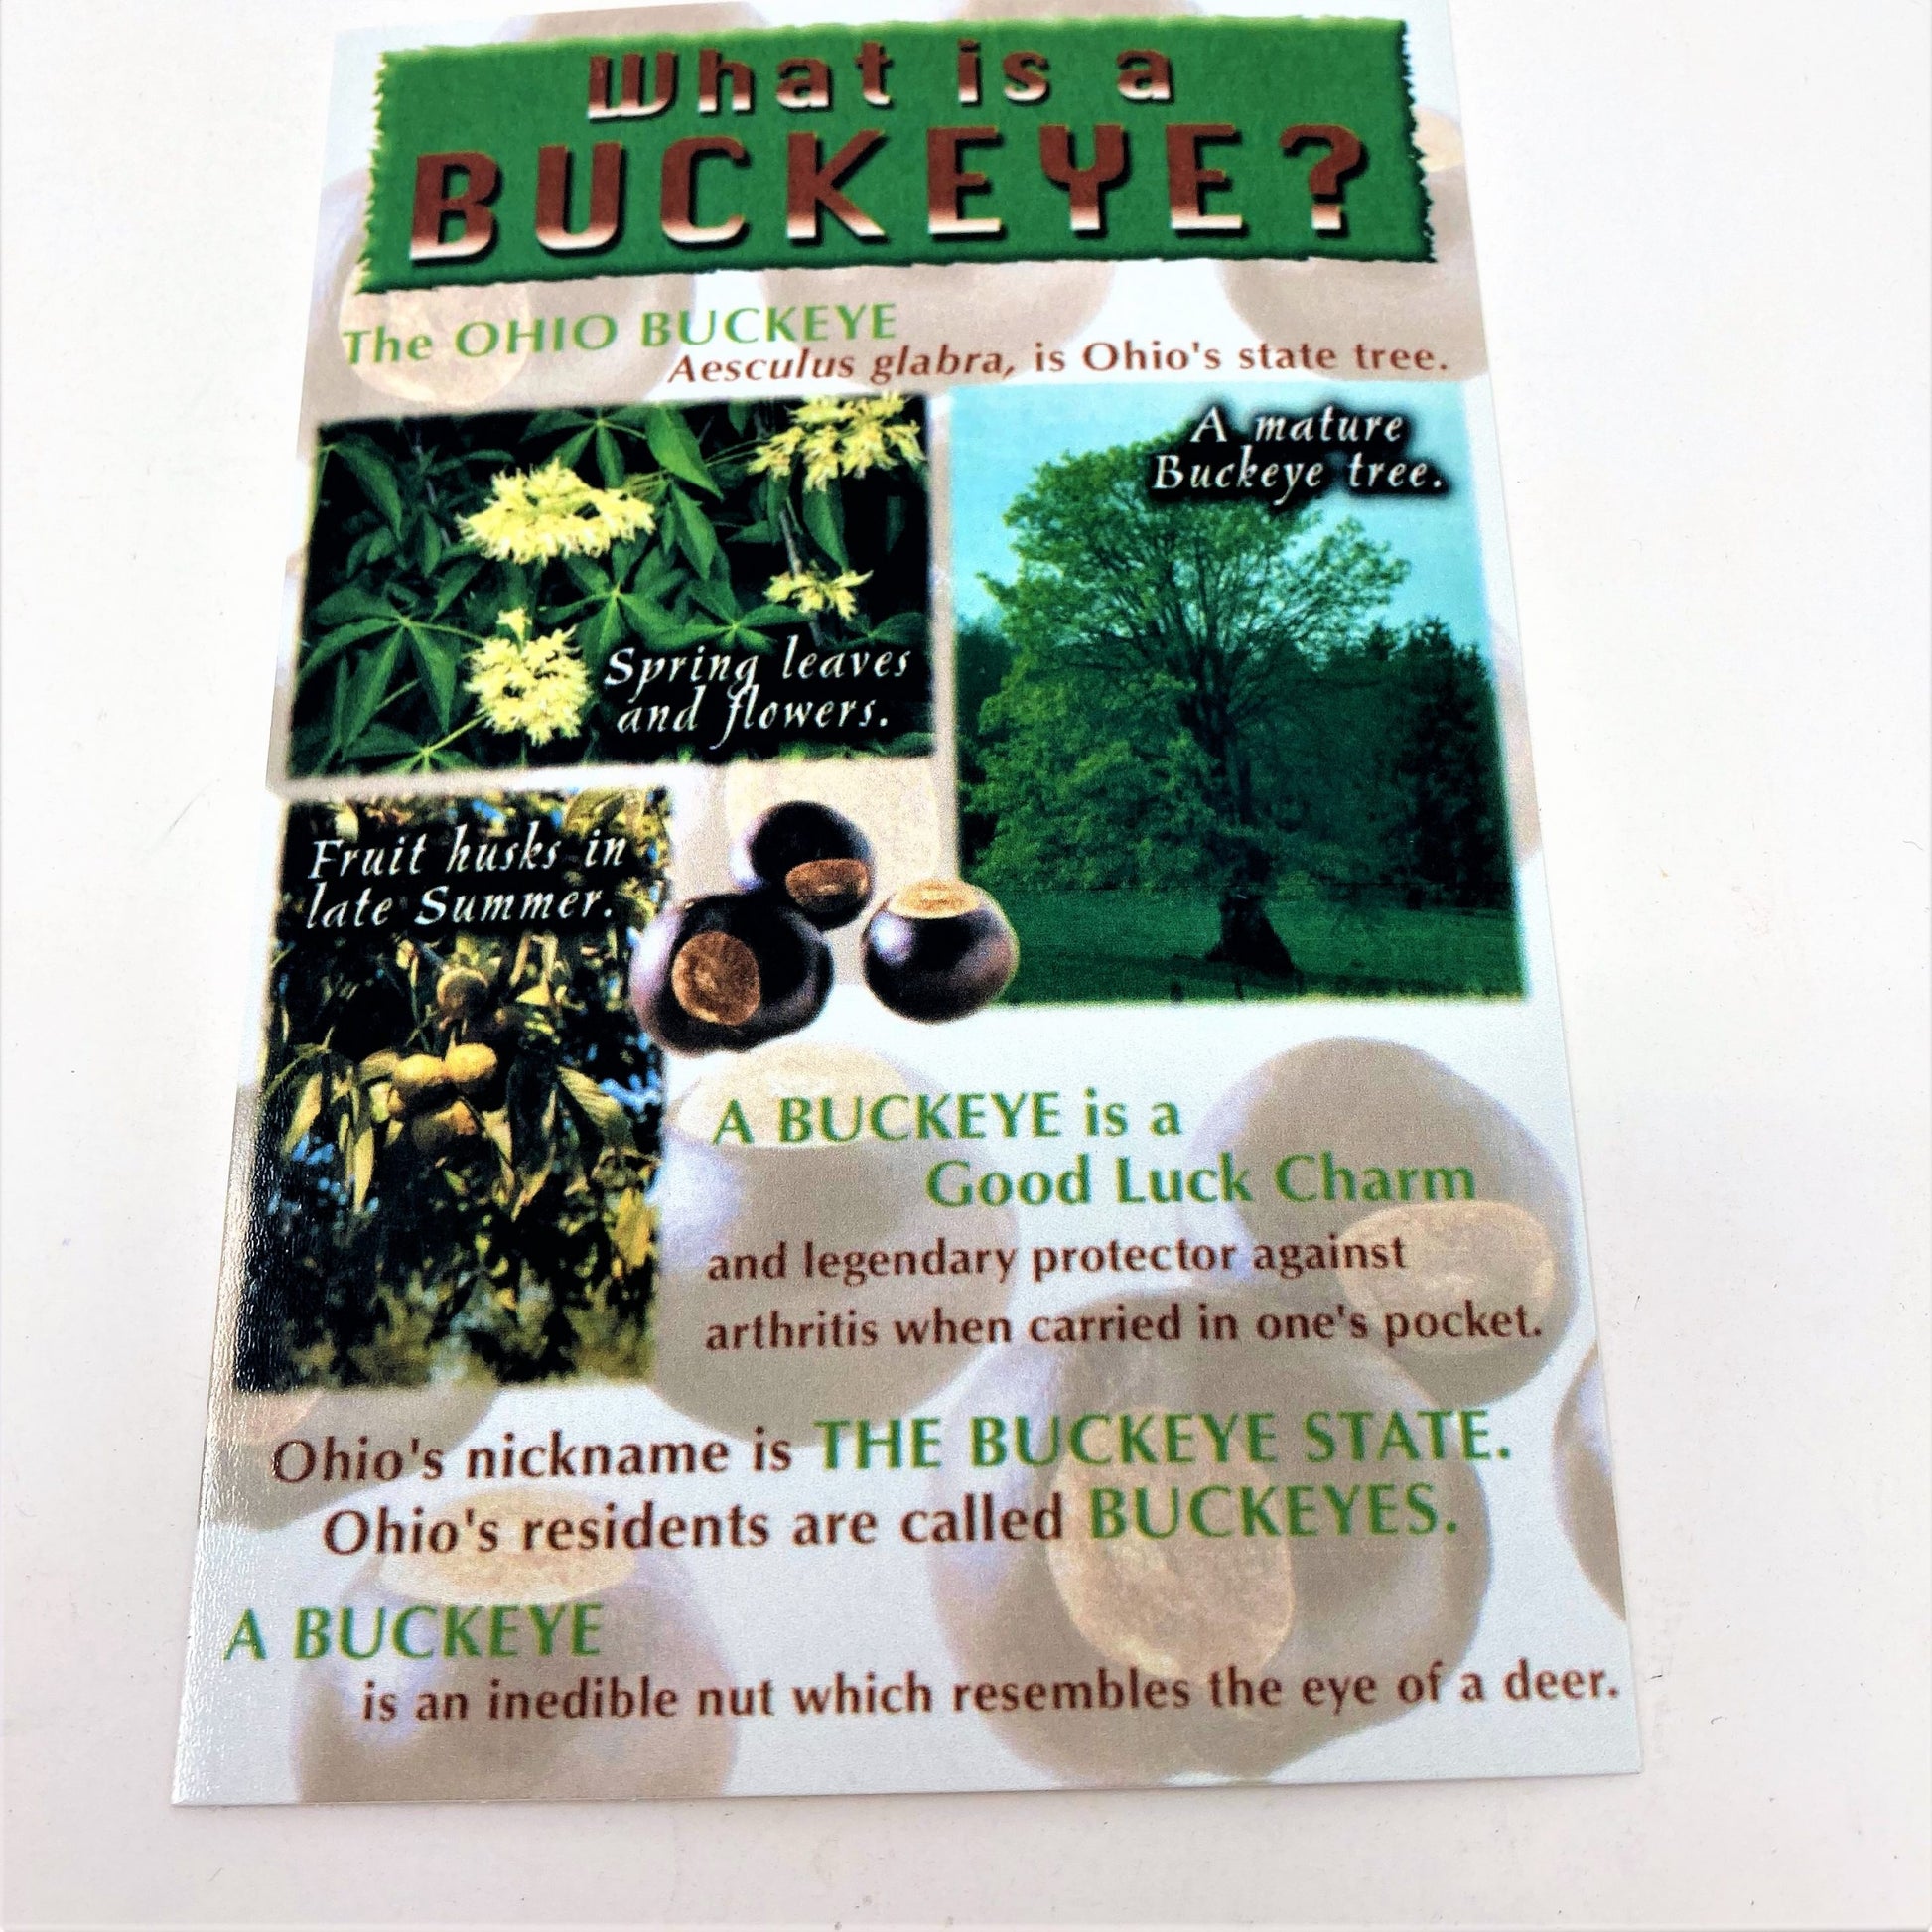 What is a
BUCKEYE?
The OHIO BUCKEYE
Aesculus glabra, is Ohio's state tree.
Spring leaves
and flowers.
A mature
Buckeye tree.
Fruit husks in
late Summer.
A BUCKEYE is a
Good Luck Charm
and legendary protector against
arthritis when carried in one's pocket.
Ohio's nickname is THE BUCKEYE STATE.
Ohio's residents are called BUCKEYES.
A BUCKEYE
is an inedible nut which resembles the eye of a deer.